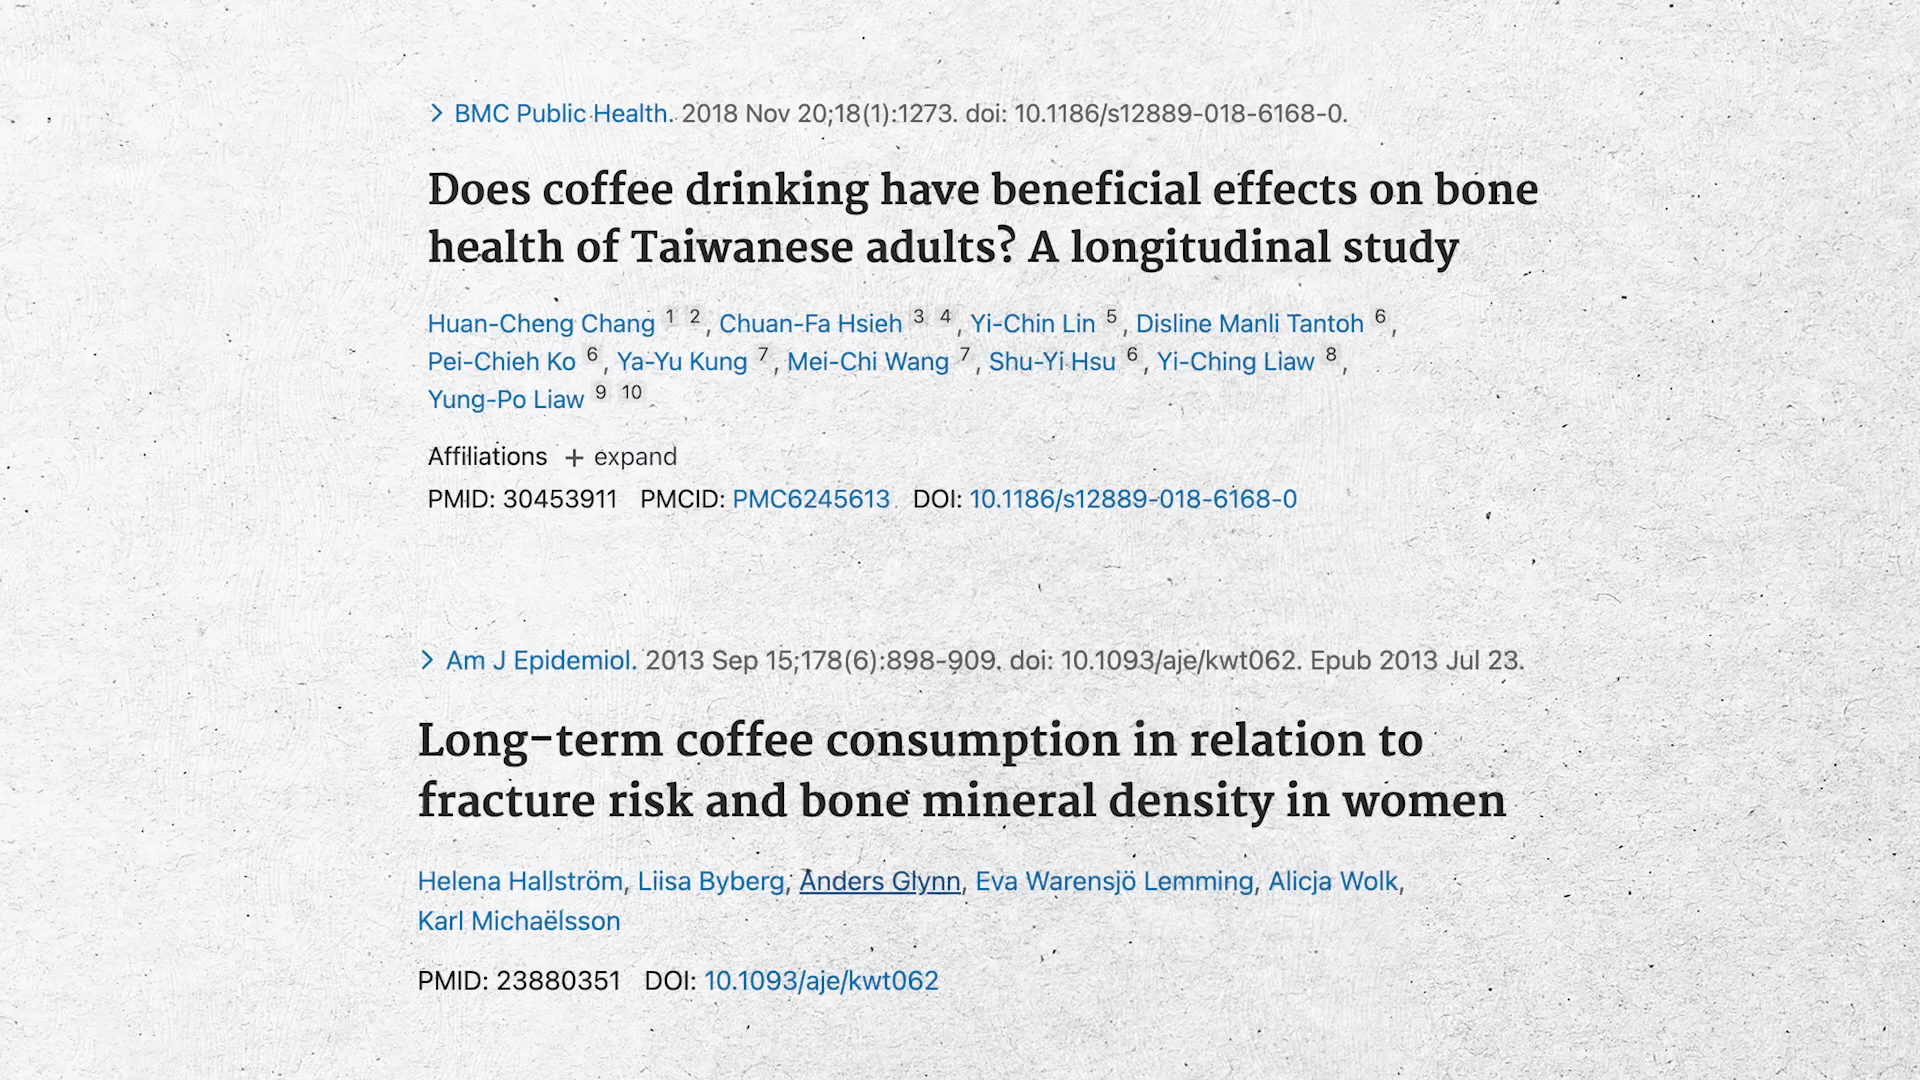 > BMC Public Health. 2018 Nov 20;18(1):1273. doi: 10.1186/s12889-018-6168-0.
Does coffee drinking have beneficial effects on bone
health of Taiwanese adults? A longitudinal study
Huan-Cheng Chang 1 2, Chuan-Fa Hsieh 3 4, Yi-Chin Lin 5, Disline Manli Tantoh 6,
Pei-Chieh Ko 6, Ya-Yu Kung 7, Mei-Chi Wang 7, Shu-Yi Hsu 6, Yi-Ching Liaw 8,
Yung-Po Liaw 9 10
Affiliations + expand
PMID: 30453911 PMCID: PMC6245613 DOI: 10.1186/s12889-018-6168-0
> Am J Epidemiol. 2013 Sep 15;178(6):898-909. doi: 10.1093/aje/kwt062. Epub 2013 Jul 23.
Long-term coffee consumption in relation to
fracture risk and bone mineral density in women
Helena Hallström, Liisa Byberg, Anders Glynn, Eva Warensjö Lemming, Alicja Wolk,
Karl Michaëlsson
PMID: 23880351 DOI: 10.1093/aje/kwt062